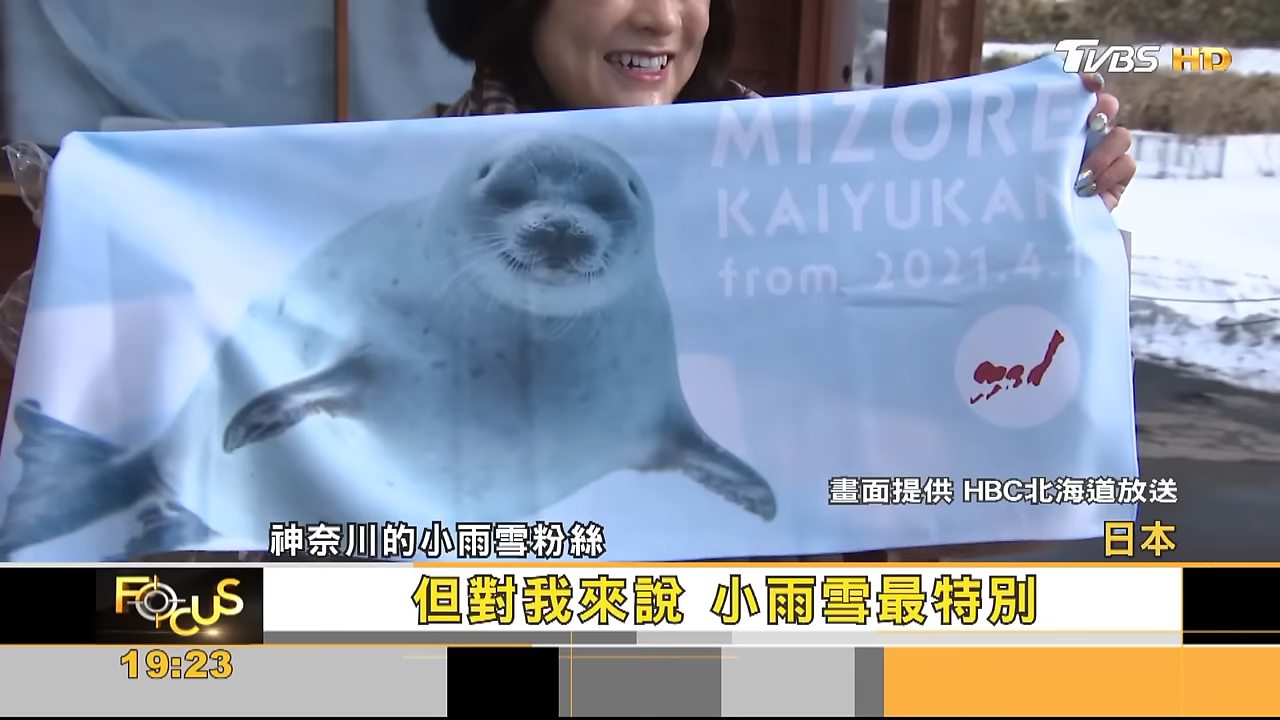 TVBS HD
MIZORE
KAIYUKAN
from 2021.4.1
畫面提供 HBC北海道放送
神奈川的小雨雪粉絲
日本
FOCUS
但對我來說 小雨雪最特別
19:23